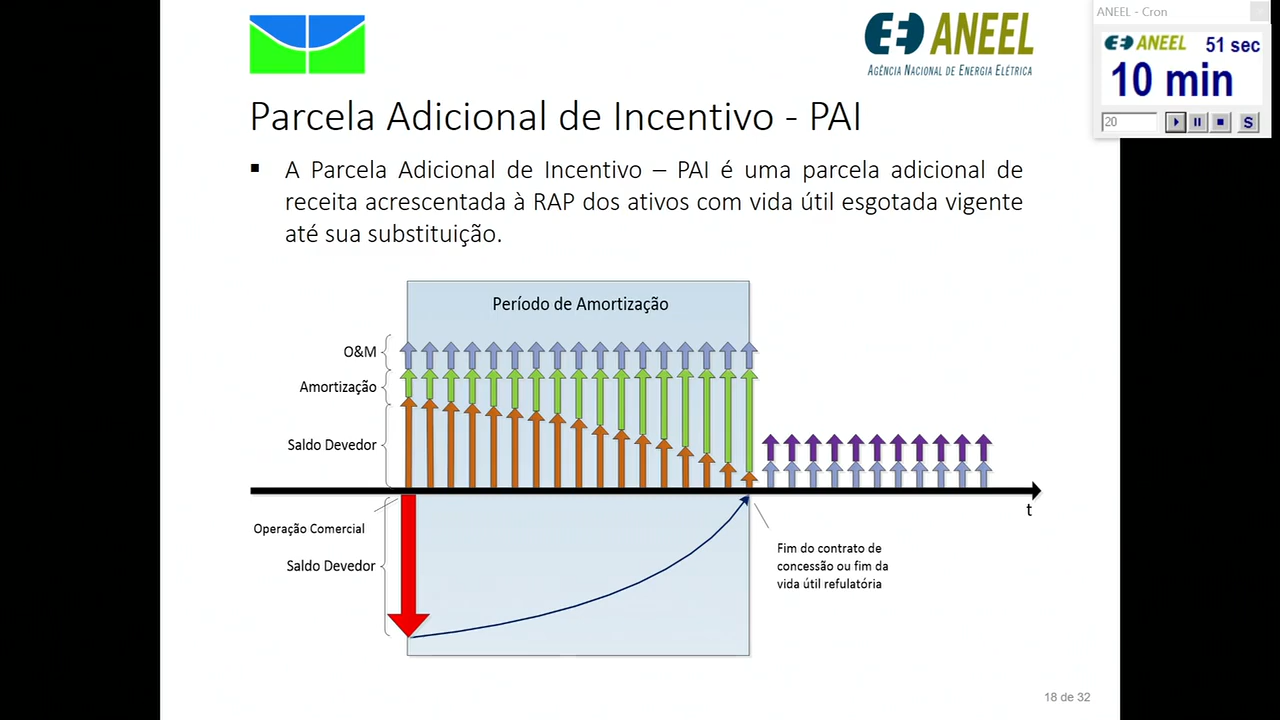 ANEEL
AGÊNCIA NACIONAL DE ENERGIA ELÉTRICA
ANEEL - Cron
ANEEL 51 sec
10 min
20
S
Parcela Adicional de Incentivo - PAI
A Parcela Adicional de Incentivo – PAI é uma parcela adicional de
receita acrescentada à RAP dos ativos com vida útil esgotada vigente
até sua substituição.
Período de Amortização
O&M
Amortização
Saldo Devedor
t
Operação Comercial
Saldo Devedor
Fim do contrato de
concessão ou fim da
vida útil refulatória
18 de 32